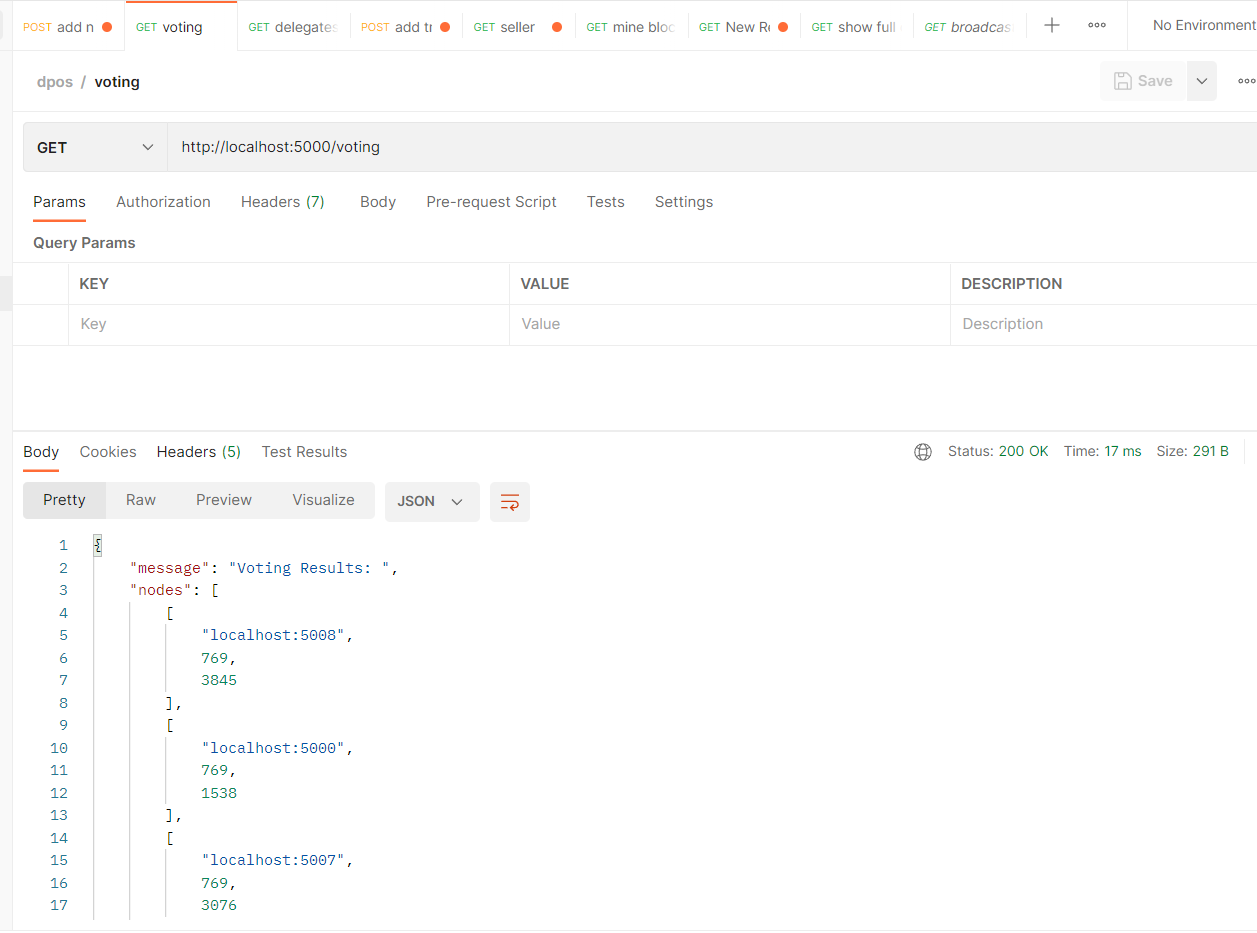 POST add n GET voting GET delegates POST add tr GET seller GET mine bloc GET New Re GET show full GET broadcas No Environment
dpos / voting Save
GET http://localhost:5000/voting
Params Authorization Headers (7) Body Pre-request Script Tests Settings
Query Params
KEY VALUE DESCRIPTION
Key Value Description
Body Cookies Headers (5) Test Results Status: 200 OK Time: 17 ms Size: 291 B
Pretty Raw Preview Visualize JSON
1 {
2 "message": "Voting Results: ",
3 "nodes": [
4 [
5 "localhost:5008",
6 769,
7 3845
8 ],
9 [
10 "localhost:5000",
11 769,
12 1538
13 ],
14 [
15 "localhost:5007",
16 769,
17 3076